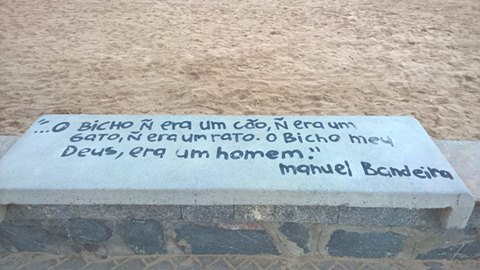 "...O BICHO Ñ era um cão, Ñ era um
Gato, Ñ era um rato. O Bicho meu
Deus, era um homem."
manuel Bandeira